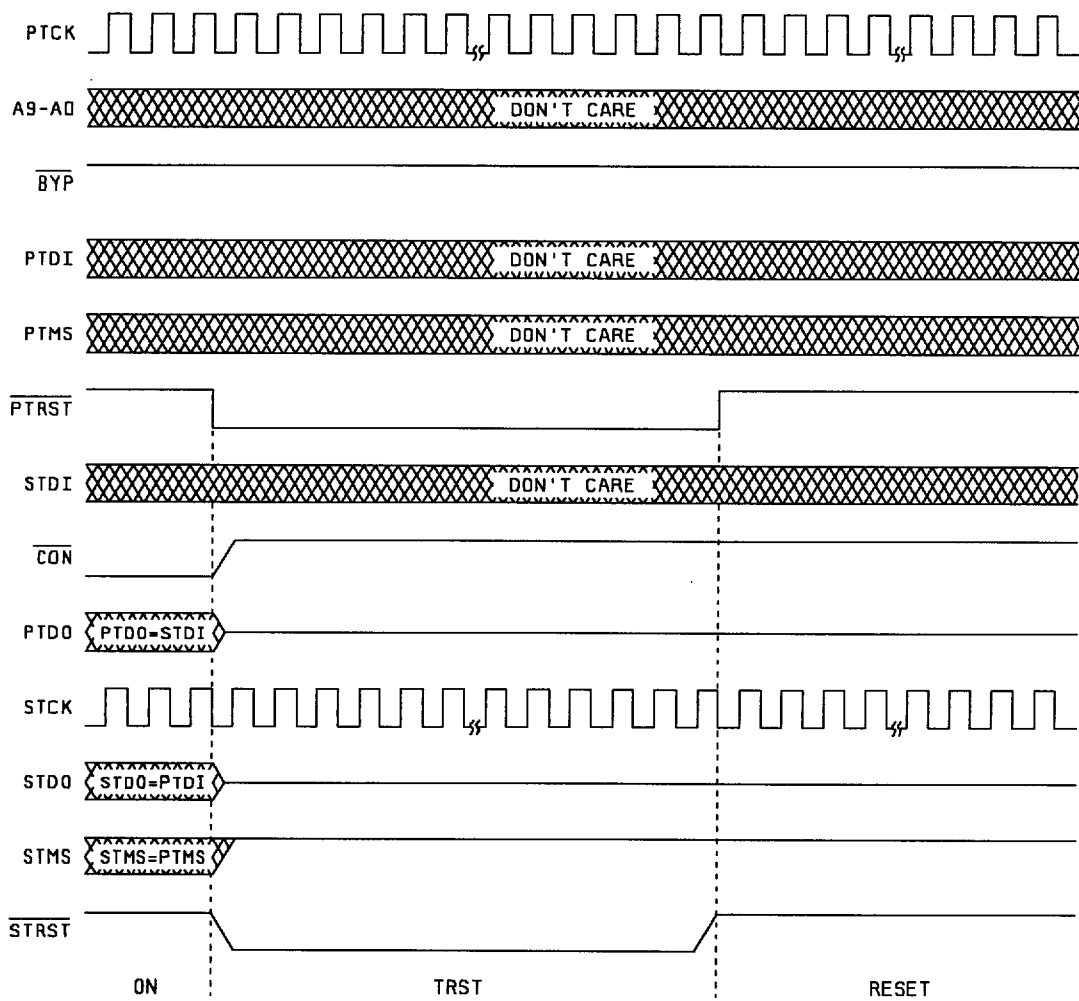 PTCK
A9-A0
DON'T CARE
BYP
PTDI
DON'T CARE
PTMS
DON'T CARE
PTRST
STDI
DON'T CARE
CON
PTDO
PTDO=STDI
STCK
STDO
STDO=PTDI
STMS
STMS=PTMS
STRST
ON
TRST
RESET